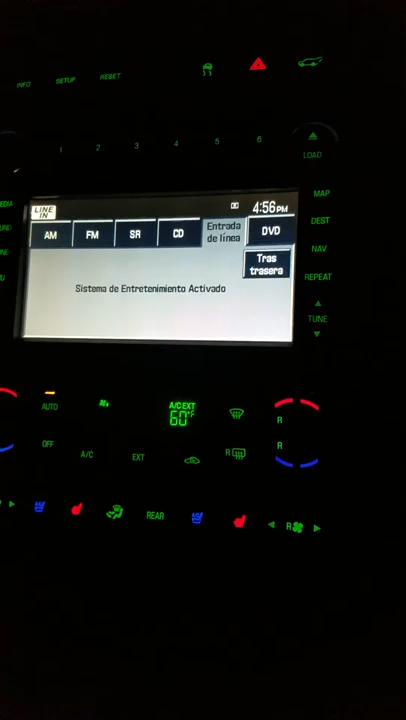 INFO SETUP RESET
1 2 3 4 5 6
LOAD
MAP
LINE IN 4:56 PM
DEST
AM FM SR CD Entrada de línea DVD
NAV
Tras trasera
REPEAT
Sistema de Entretenimiento Activado
TUNE
AUTO
A/C EXT
60°F
R
OFF
A/C EXT R R
REAR R